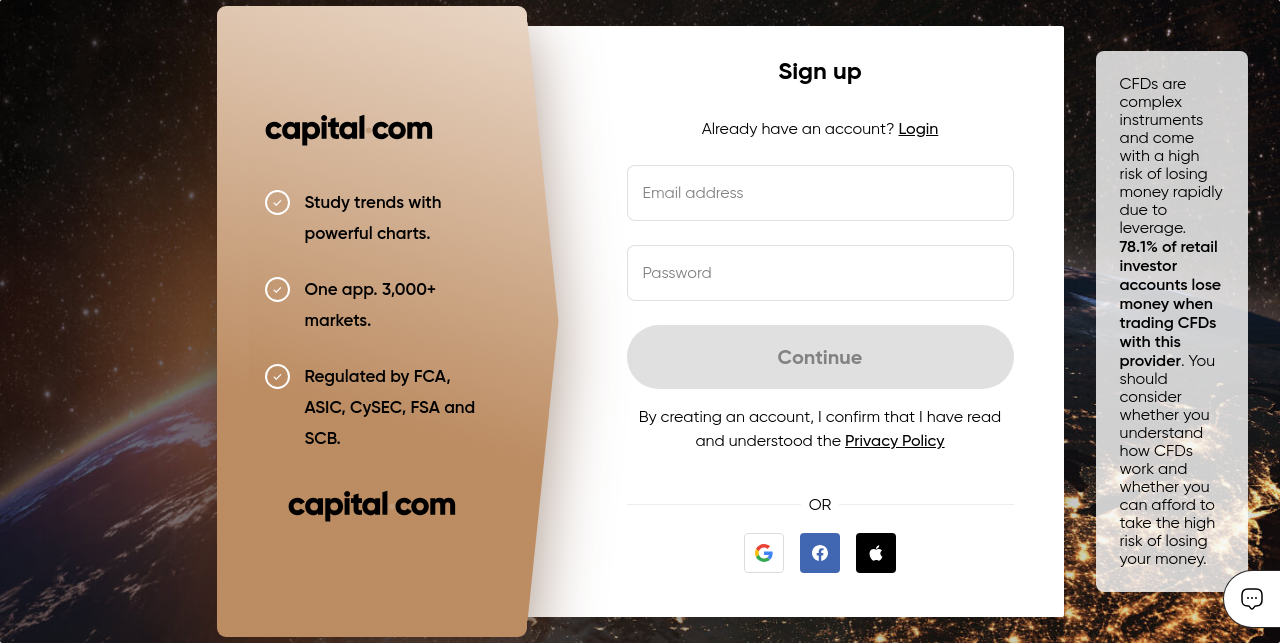 capital.com
Study trends with
powerful charts.
One app. 3,000+
markets.
Regulated by FCA,
ASIC, CySEC, FSA and
SCB.
capital com
Sign up
Already have an account? Login
Email address
Password
Continue
By creating an account, I confirm that I have read
and understood the Privacy Policy
OR
CFDs are
complex
instruments
and come
with a high
risk of losing
money rapidly
due to
leverage.
78.1% of retail
investor
accounts lose
money when
trading CFDs
with this
provider. You
should
consider
whether you
understand
how CFDs
work and
whether you
can afford to
take the high
risk of losing
your money.